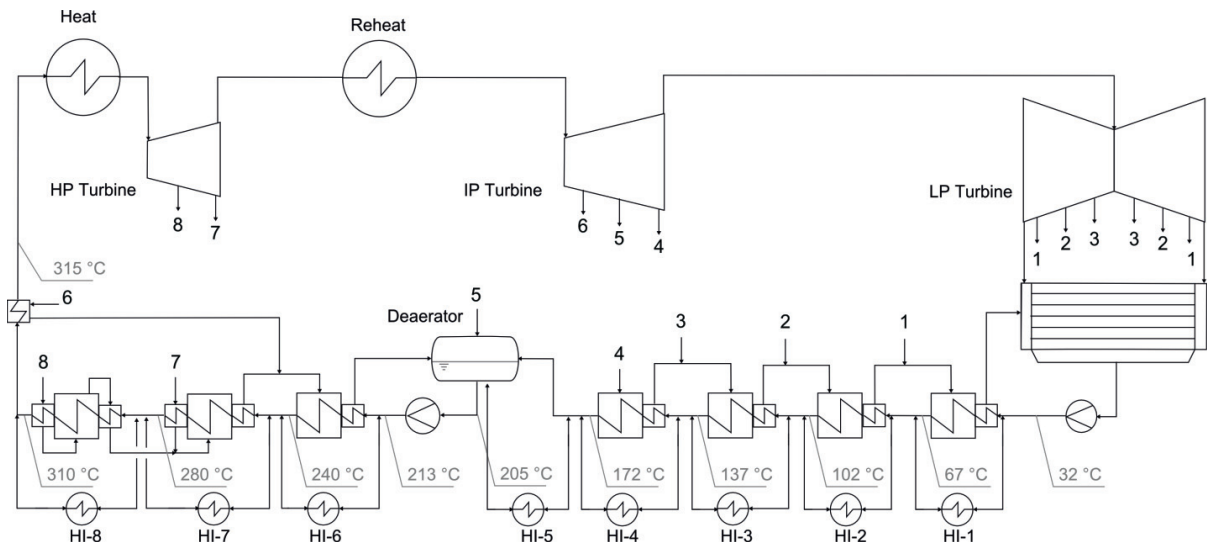 Heat
Reheat
HP Turbine
8
7
IP Turbine
6
5
4
LP Turbine
1
2
3
3
2
1
315 °C
6
Deaerator
5
8
7
4
3
2
1
310 °C
280 °C
240 °C
213 °C
205 °C
172 °C
137 °C
102 °C
67 °C
32 °C
HI-8
HI-7
HI-6
HI-5
HI-4
HI-3
HI-2
HI-1